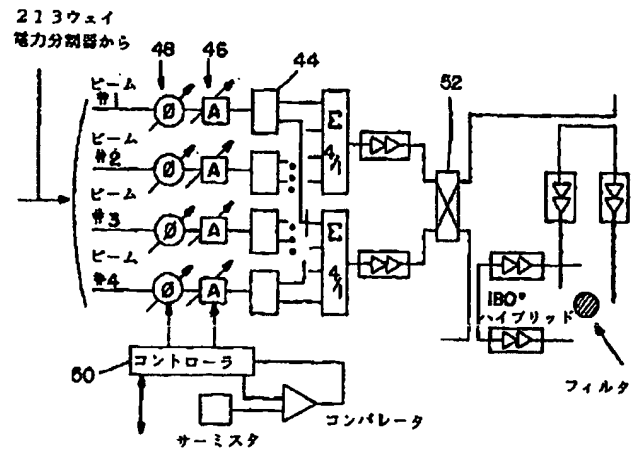 213ウェイ
電力分割器から
48
46
44
52
ビーム
#1
Ø
A
Σ
4/1
ビーム
#2
Ø
A
ビーム
#3
Ø
A
Σ
4/1
ビーム
#4
Ø
A
180°
ハイブリッド
フィルタ
50
コントローラ
コンパレータ
サーミスタ